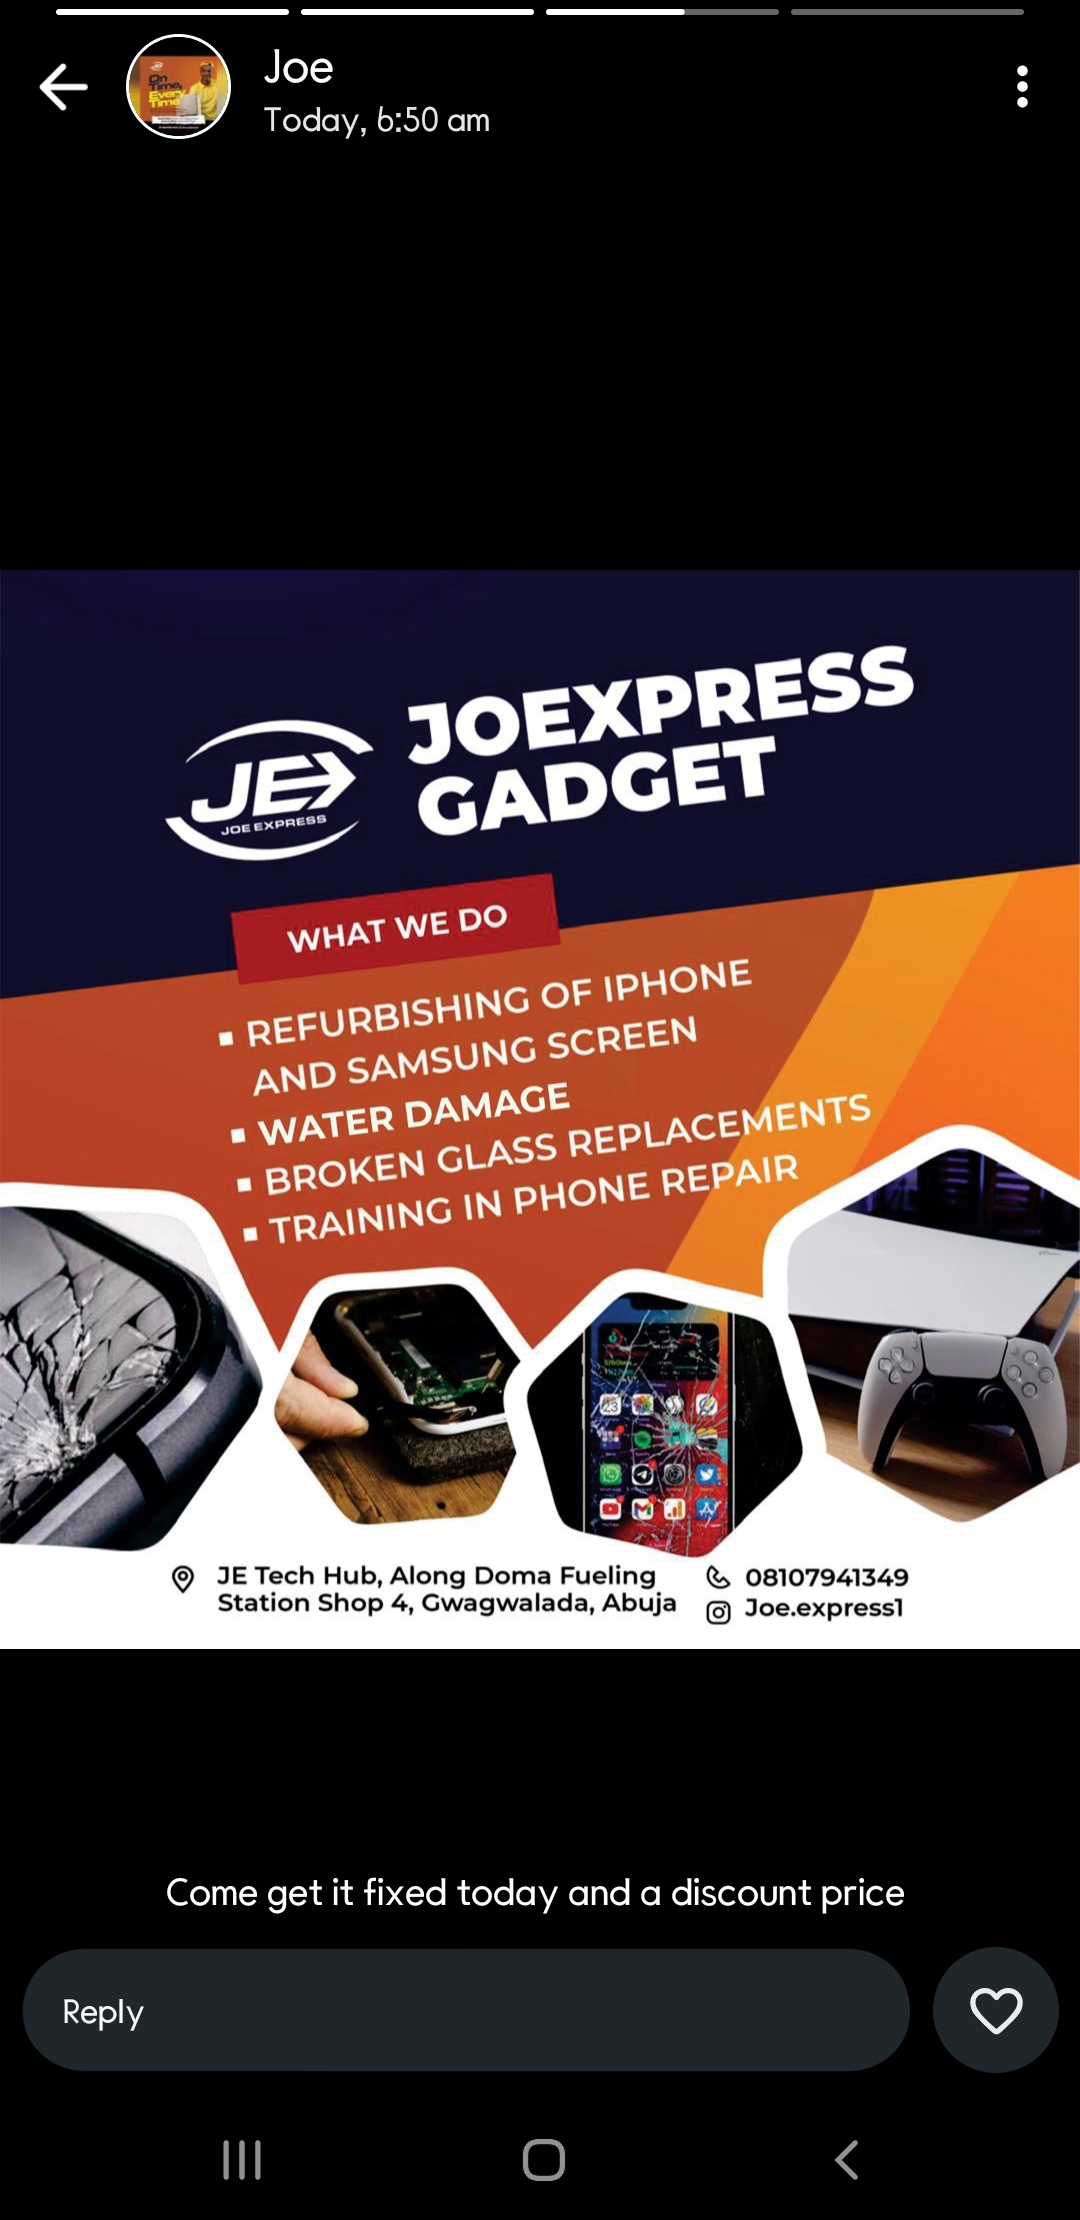 Joe
Today, 6:50 am
JOEXPRESS
GADGET
JE
JOE EXPRESS
WHAT WE DO
▪ REFURBISHING OF IPHONE
AND SAMSUNG SCREEN
▪ WATER DAMAGE
▪ BROKEN GLASS REPLACEMENTS
▪ TRAINING IN PHONE REPAIR
JE Tech Hub, Along Doma Fueling
Station Shop 4, Gwagwalada, Abuja
08107941349
Joe.express1
Come get it fixed today and a discount price
Reply